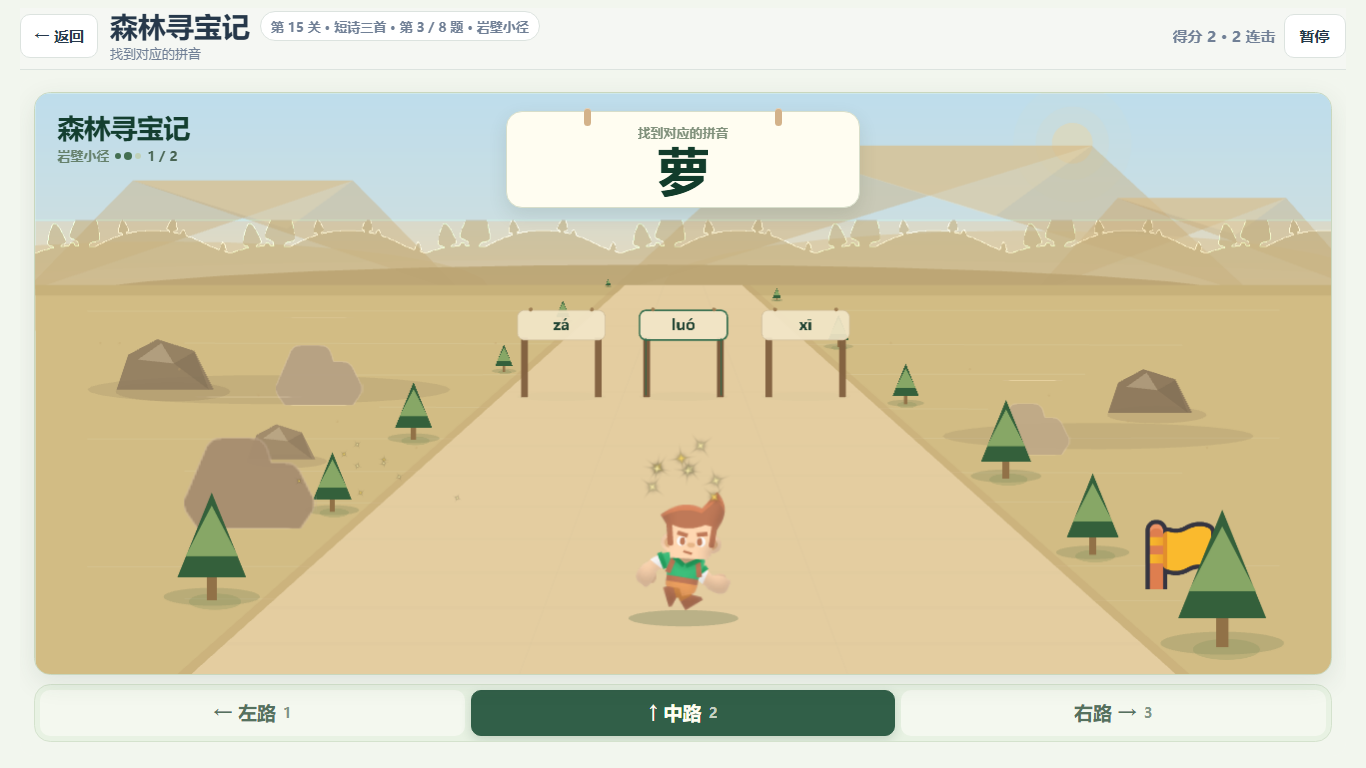 ← 返回
森林寻宝记
第 15 关 • 短诗三首 • 第 3 / 8 题 • 岩壁小径
找到对应的拼音
得分 2 • 2 连击
暂停
森林寻宝记
岩壁小径 1 / 2
找到对应的拼音
萝
zá
luó
xī
← 左路 1
↑ 中路 2
右路 → 3